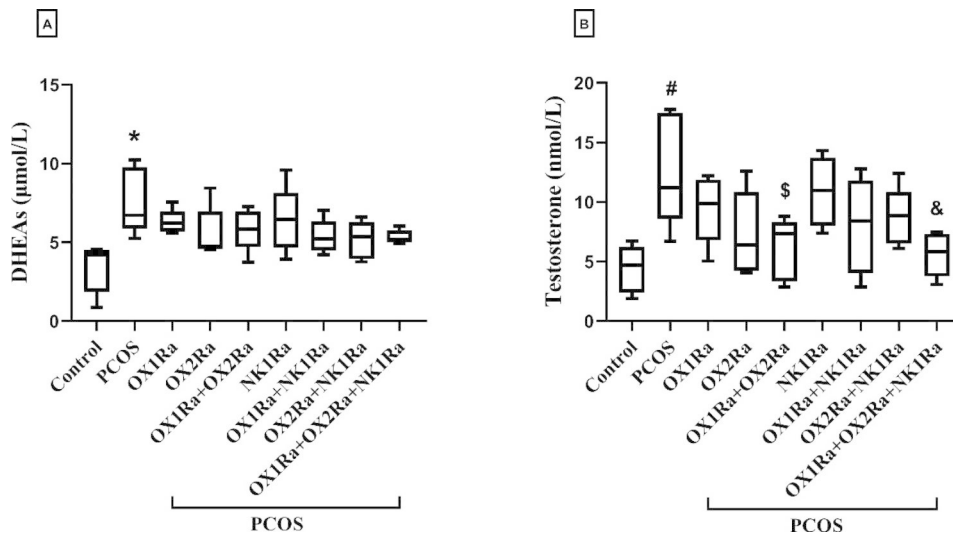 A
DHEAs (µmol/L)
15
10
5
0
*
Control
PCOS
OX1Ra
OX2Ra
OX1Ra+OX2Ra
NK1Ra
OX1Ra+NK1Ra
OX2Ra+NK1Ra
OX1Ra+OX2Ra+NK1Ra
PCOS
B
Testosterone (nmol/L)
20
15
10
5
0
#
$
&
Control
PCOS
OX1Ra
OX2Ra
OX1Ra+OX2Ra
NK1Ra
OX1Ra+NK1Ra
OX2Ra+NK1Ra
OX1Ra+OX2Ra+NK1Ra
PCOS